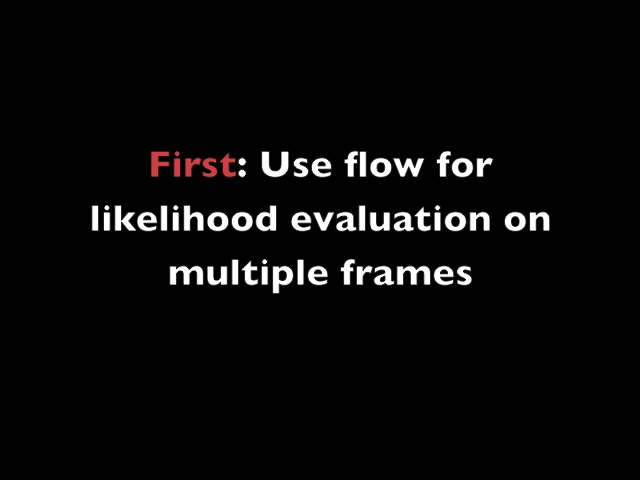 First: Use flow for
likelihood evaluation on
multiple frames